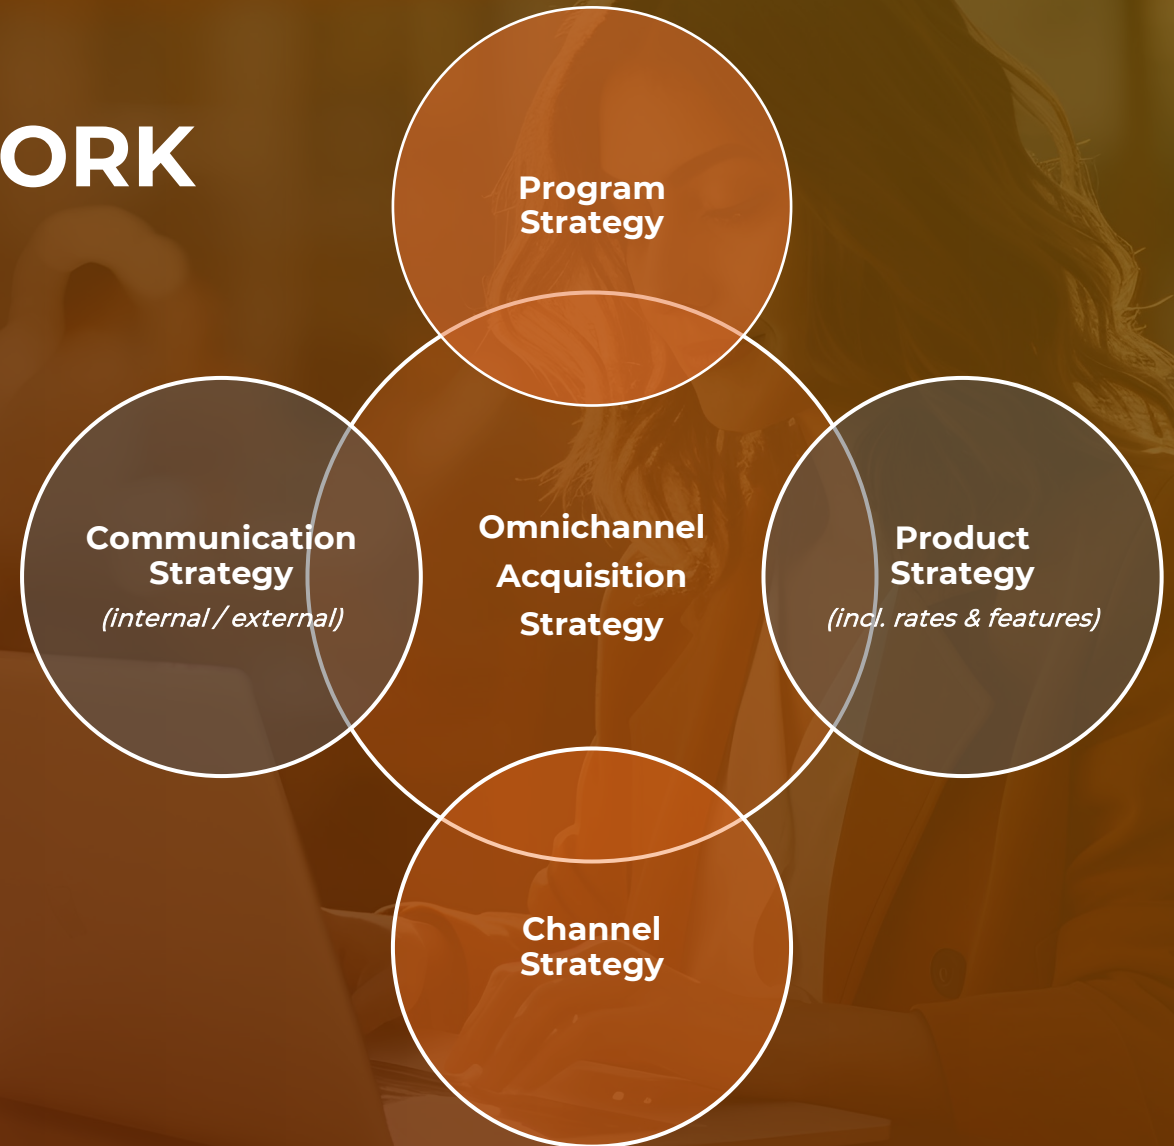 ORK
Program
Strategy
Communication
Strategy
(internal / external)
Omnichannel
Acquisition
Strategy
Product
Strategy
(incl. rates & features)
Channel
Strategy